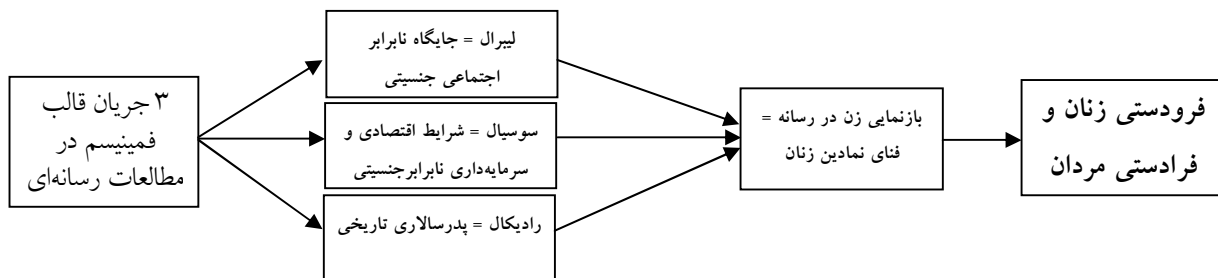 ۳ جریان قالب
فمینیسم در
مطالعات رسانه‌ای
لیبرال = جایگاه نابرابر
اجتماعی جنسیتی
سوسیال = شرایط اقتصادی و
سرمایه‌داری نابرابرجنسیتی
رادیکال = پدرسالاری تاریخی
بازنمایی زن در رسانه =
فنای نمادین زنان
فرودستی زنان و
فرادستی مردان